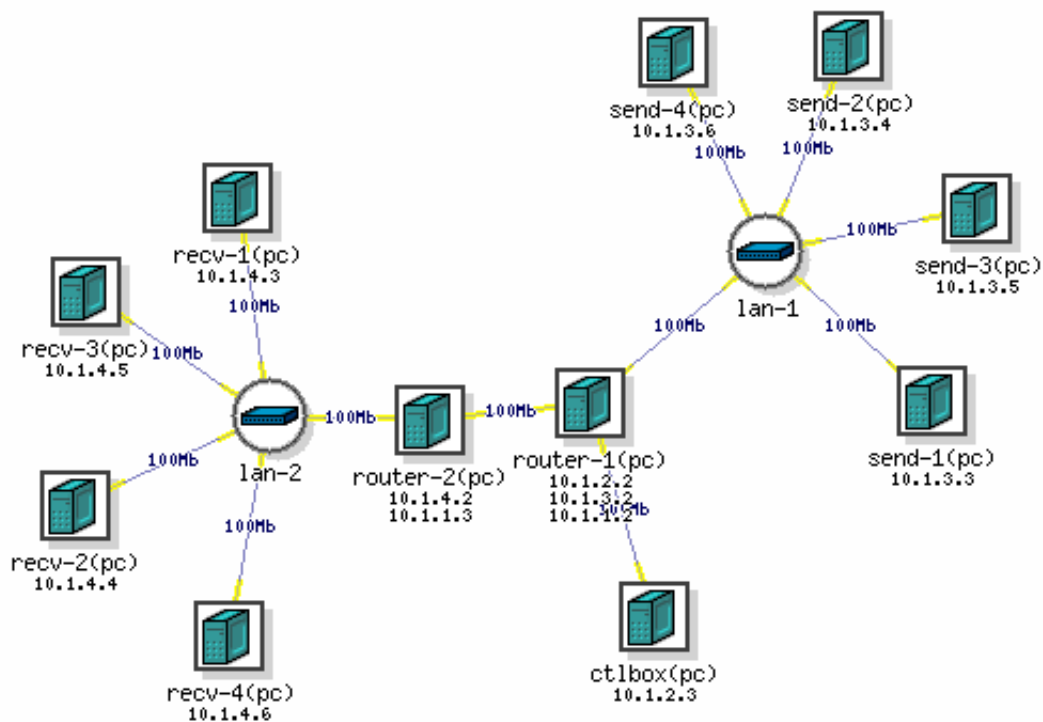 send-4(pc)
10.1.3.6
send-2(pc)
10.1.3.4
100Mb
100Mb
recv-1(pc)
10.1.4.3
100Mb
send-3(pc)
10.1.3.5
lan-1
100Mb
recv-3(pc)
10.1.4.5
100Mb
100Mb
100Mb
100Mb
100Mb
lan-2
router-2(pc)
10.1.4.2
10.1.1.3
router-1(pc)
10.1.2.2
10.1.3.2
10.1.1.2
100Mb
send-1(pc)
10.1.3.3
100Mb
recv-2(pc)
10.1.4.4
100Mb
recv-4(pc)
10.1.4.6
ctlbox(pc)
10.1.2.3